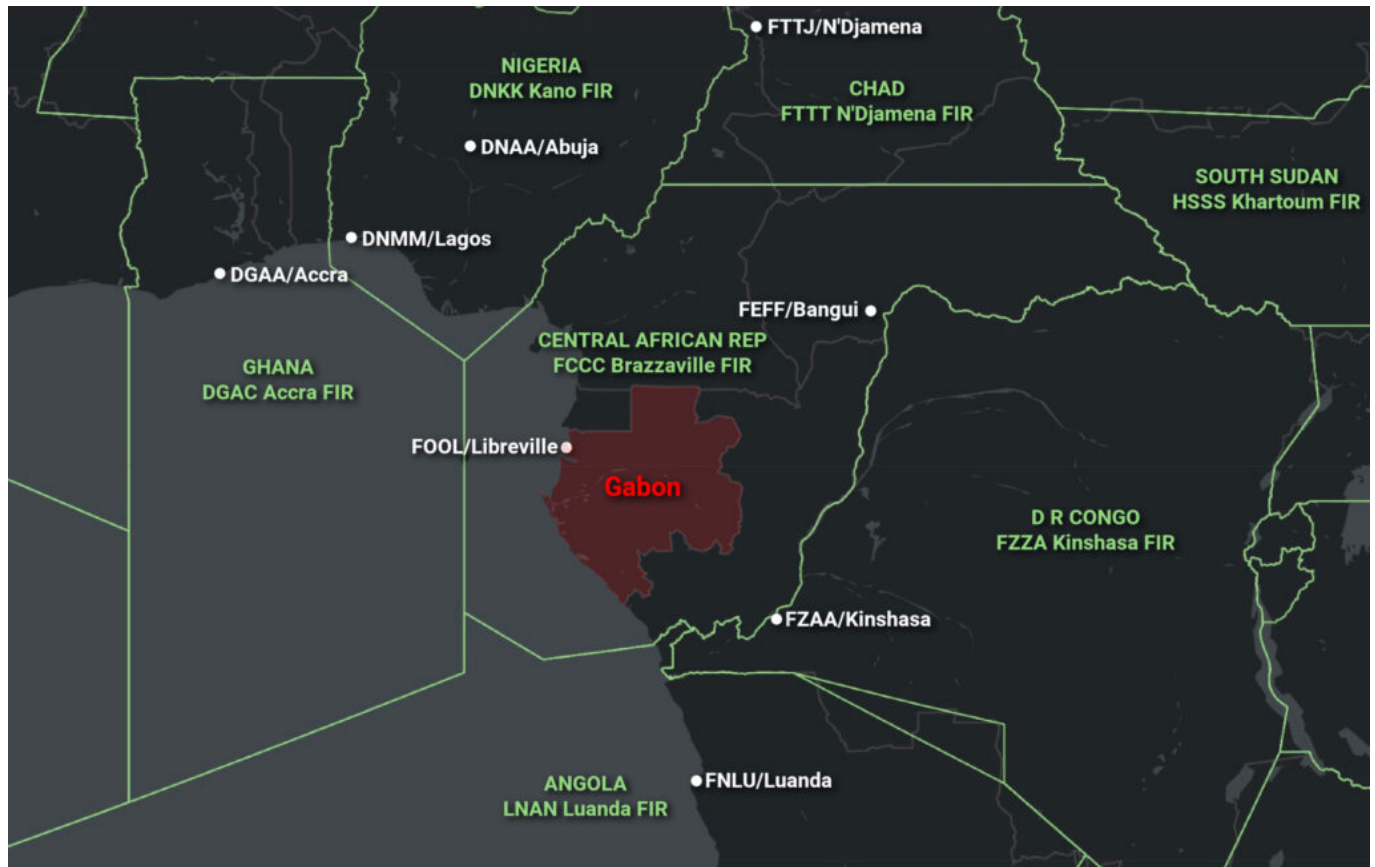 FTTJ/N'Djamena
NIGERIA
DNKK Kano FIR
CHAD
FTTT N'Djamena FIR
DNAA/Abuja
SOUTH SUDAN
HSSS Khartoum FIR
DNMM/Lagos
DGAA/Accra
FEFF/Bangui
CENTRAL AFRICAN REP
FCCC Brazzaville FIR
GHANA
DGAC Accra FIR
FOOL/Libreville
Gabon
D R CONGO
FZZA Kinshasa FIR
FZAA/Kinshasa
ANGOLA
LNAN Luanda FIR
FNLU/Luanda